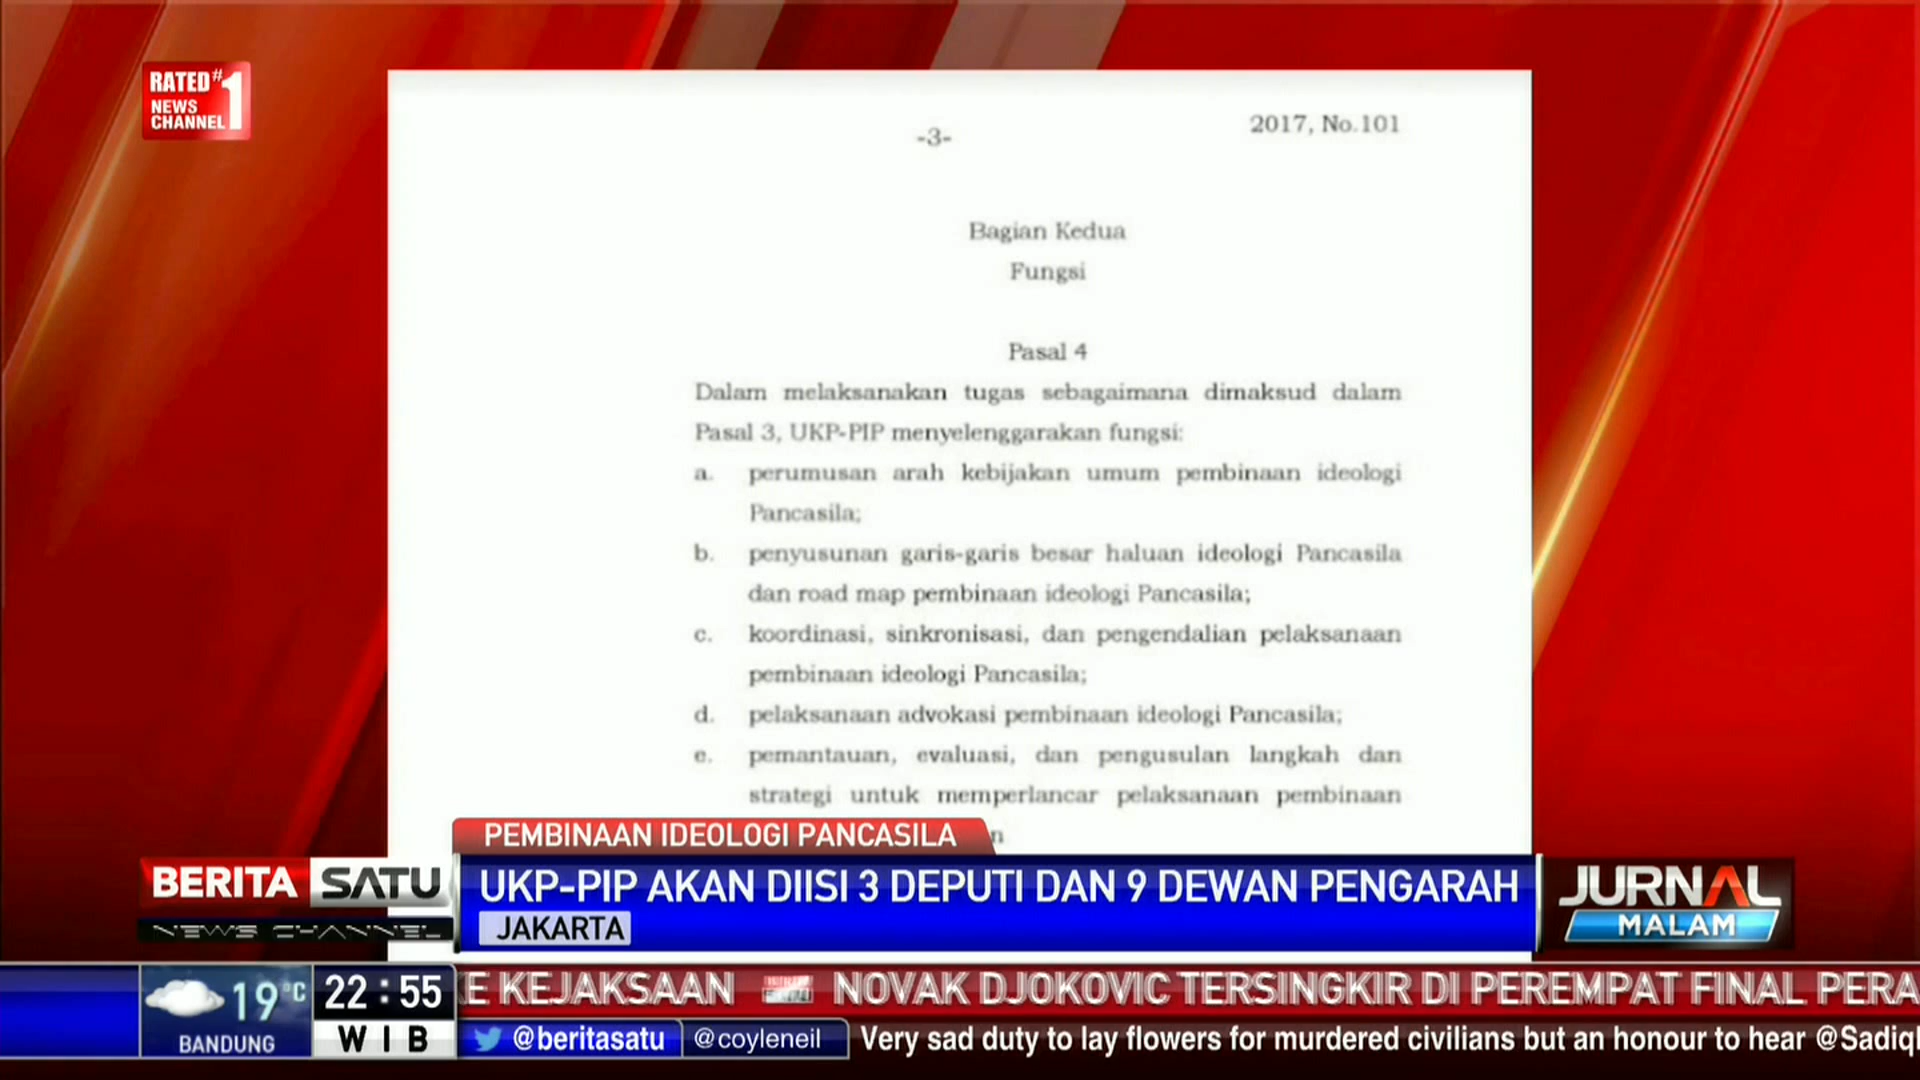 RATED #1
NEWS
CHANNEL
-3-
2017, No.101
Bagian Kedua
Fungsi
Pasal 4
Dalam melaksanakan tugas sebagaimana dimaksud dalam
Pasal 3, UKP-PIP menyelenggarakan fungsi:
a. perumusan arah kebijakan umum pembinaan ideologi
Pancasila;
b. penyusunan garis-garis besar haluan ideologi Pancasila
dan road map pembinaan ideologi Pancasila;
c. koordinasi, sinkronisasi, dan pengendalian pelaksanaan
pembinaan ideologi Pancasila;
d. pelaksanaan advokasi pembinaan ideologi Pancasila;
e. pemantauan, evaluasi, dan pengusulan langkah dan
strategi untuk memperlancar pelaksanaan pembinaan
PEMBINAAN IDEOLOGI PANCASILA
BERITA SATU
NEWS CHANNEL
UKP-PIP AKAN DIISI 3 DEPUTI DAN 9 DEWAN PENGARAH
JAKARTA
JURNAL
MALAM
19°C
BANDUNG
22:55
WIB
E KEJAKSAAN NOVAK DJOKOVIC TERSINGKIR DI PEREMPAT FINAL PERA
@beritasatu @coyleneil Very sad duty to lay flowers for murdered civilians but an honour to hear @Sadiq